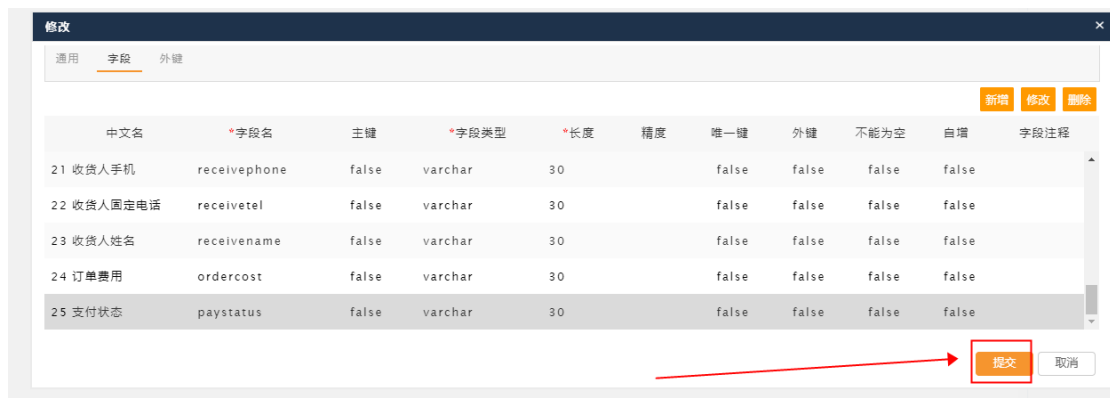 修改 ×
通用 字段 外键
新增 修改 删除
中文名 *字段名 主键 *字段类型 *长度 精度 唯一键 外键 不能为空 自增 字段注释
21 收货人手机 receivephone false varchar 30 false false false false
22 收货人固定电话 receivetel false varchar 30 false false false false
23 收货人姓名 receivename false varchar 30 false false false false
24 订单费用 ordercost false varchar 30 false false false false
25 支付状态 paystatus false varchar 30 false false false false
提交 取消